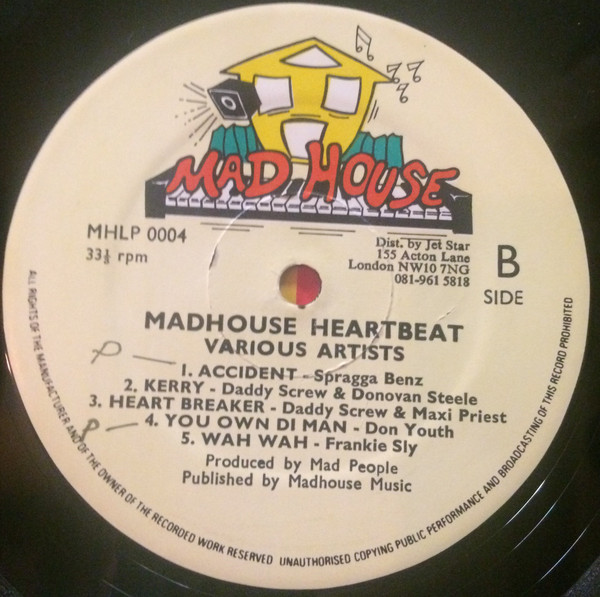 MAD HOUSE
MHLP 0004
33⅓ rpm
Dist. by Jet Star
155 Acton Lane
London NW10 7NG
081-961 5818
B
SIDE
MADHOUSE HEARTBEAT
VARIOUS ARTISTS
P
1. ACCIDENT - Spragga Benz
2. KERRY - Daddy Screw & Donovan Steele
3. HEART BREAKER - Daddy Screw & Maxi Priest
P
4. YOU OWN DI MAN - Don Youth
5. WAH WAH - Frankie Sly
Produced by Mad People
Published by Madhouse Music
ALL RIGHTS OF THE MANUFACTURER AND OF THE OWNER OF THE RECORDED WORK RESERVED UNAUTHORISED COPYING PUBLIC PERFORMANCE AND BROADCASTING OF THIS RECORD PROHIBITED